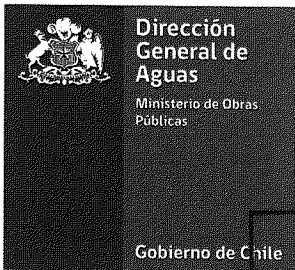 Dirección
General de
Aguas
Ministerio de Obras
Públicas
Gobierno de Chile